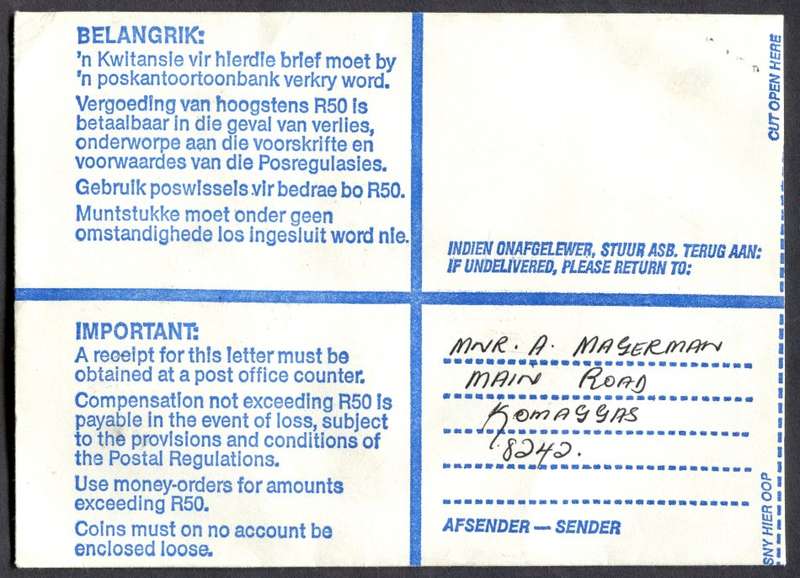 BELANGRIK:
'n Kwitansie vir hierdie brief moet by
'n poskantoortoonbank verkry word.
Vergoeding van hoogstens R50 is
betaalbaar in die geval van verlies,
onderworpe aan die voorskrifte en
voorwaardes van die Posregulasies.
Gebruik poswissels vir bedrae bo R50.
Muntstukke moet onder geen
omstandighede los ingesluit word nie.
INDIEN ONAFGELEWER, STUUR ASB. TERUG AAN:
IF UNDELIVERED, PLEASE RETURN TO:
CUT OPEN HERE
IMPORTANT:
A receipt for this letter must be
obtained at a post office counter.
Compensation not exceeding R50 is
payable in the event of loss, subject
to the provisions and conditions of
the Postal Regulations.
Use money-orders for amounts
exceeding R50.
Coins must on no account be
enclosed loose.
MNR. A. MAGERMAN
MAIN ROAD
KOMAGGAS
8242.
AFSENDER — SENDER
SNY HIER OOP